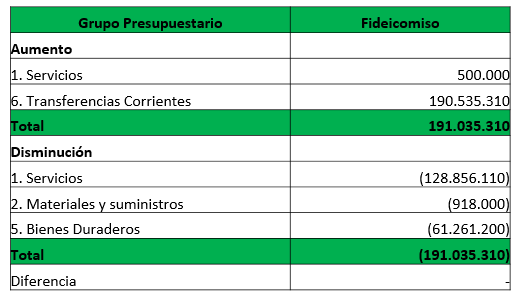 Grupo Presupuestario Fideicomiso
Aumento
1. Servicios 500.000
6. Transferencias Corrientes 190.535.310
Total 191.035.310
Disminución
1. Servicios (128.856.110)
2. Materiales y suministros (918.000)
5. Bienes Duraderos (61.261.200)
Total (191.035.310)
Diferencia -